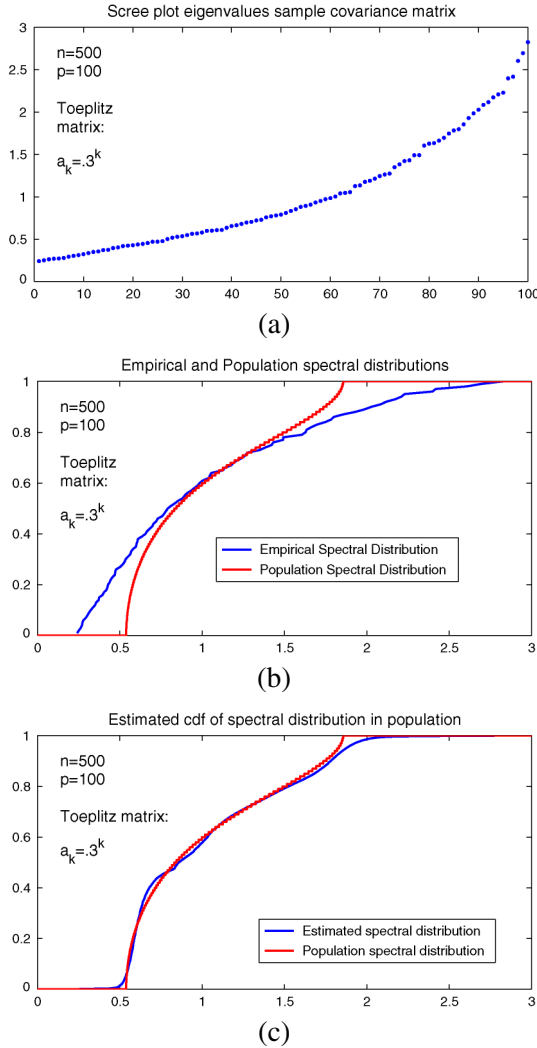 Scree plot eigenvalues sample covariance matrix
3
2.5
2
1.5
1
0.5
0
n=500
p=100
Toeplitz
matrix:
a_k=.3^k
0 10 20 30 40 50 60 70 80 90 100
(a)
Empirical and Population spectral distributions
1
0.8
0.6
0.4
0.2
0
n=500
p=100
Toeplitz
matrix:
a_k=.3^k
Empirical Spectral Distribution
Population Spectral Distribution
0 0.5 1 1.5 2 2.5 3
(b)
Estimated cdf of spectral distribution in population
1
0.8
0.6
0.4
0.2
0
n=500
p=100
Toeplitz matrix:
a_k=.3^k
Estimated spectral distribution
Population spectral distribution
0 0.5 1 1.5 2 2.5 3
(c)